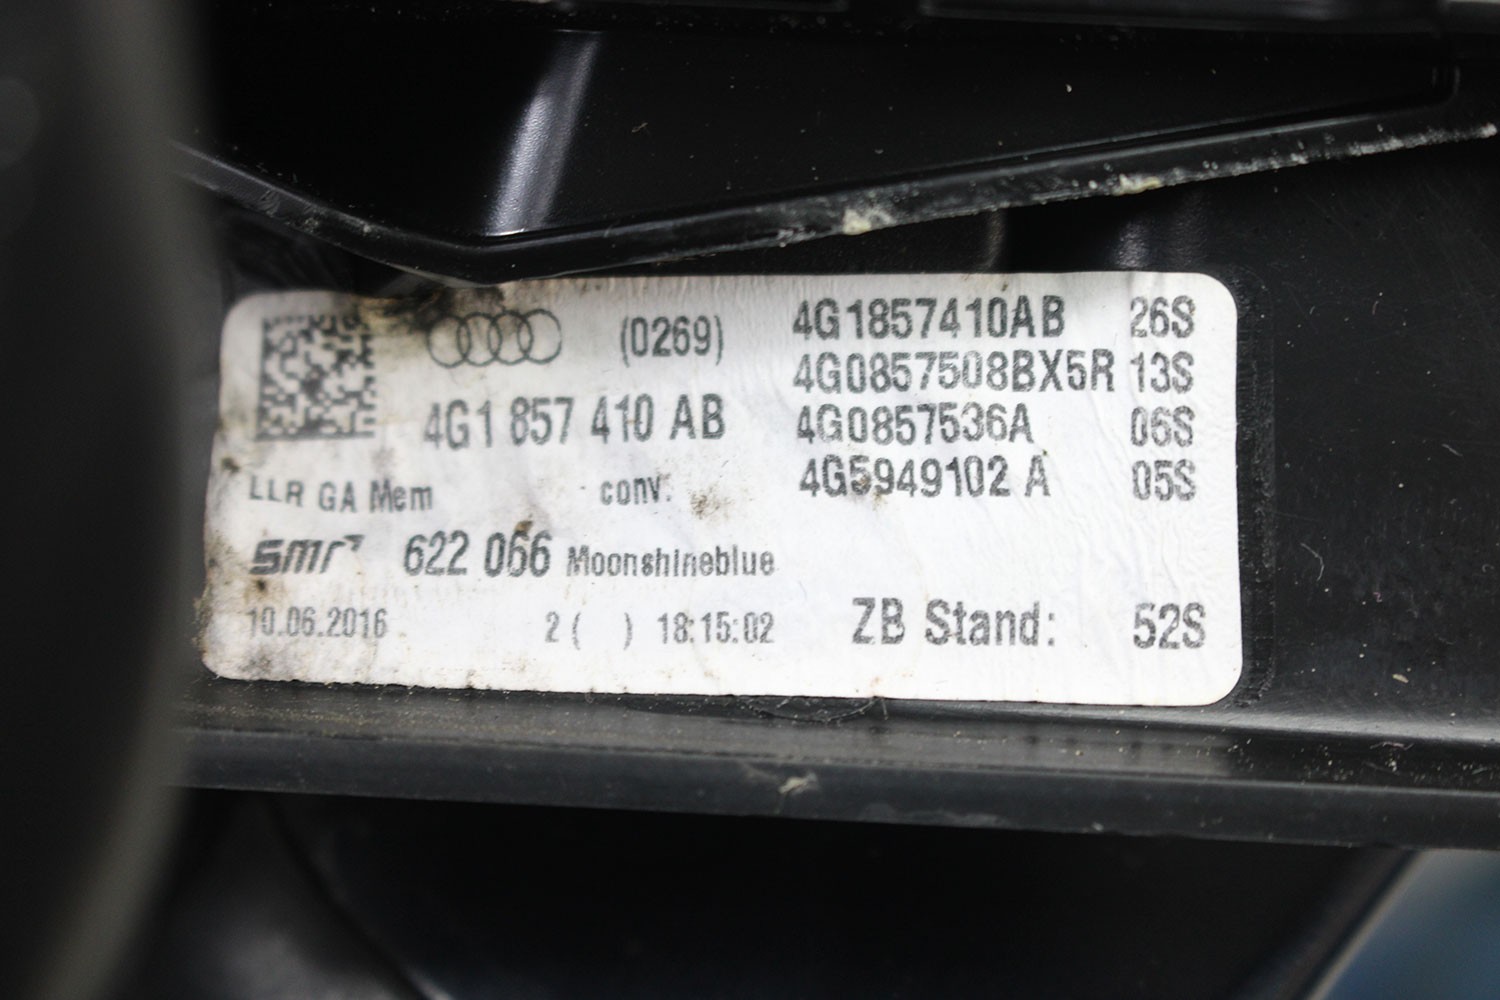 (0269)
4G1 857 410 AB
LLR GA Mem conv.
smr 622 066 Moonshineblue
10.06.2016 2 ( ) 18:15:02
4G1857410AB 26S
4G0857508BX5R 13S
4G0857536A 06S
4G5949102 A 05S
ZB Stand: 52S